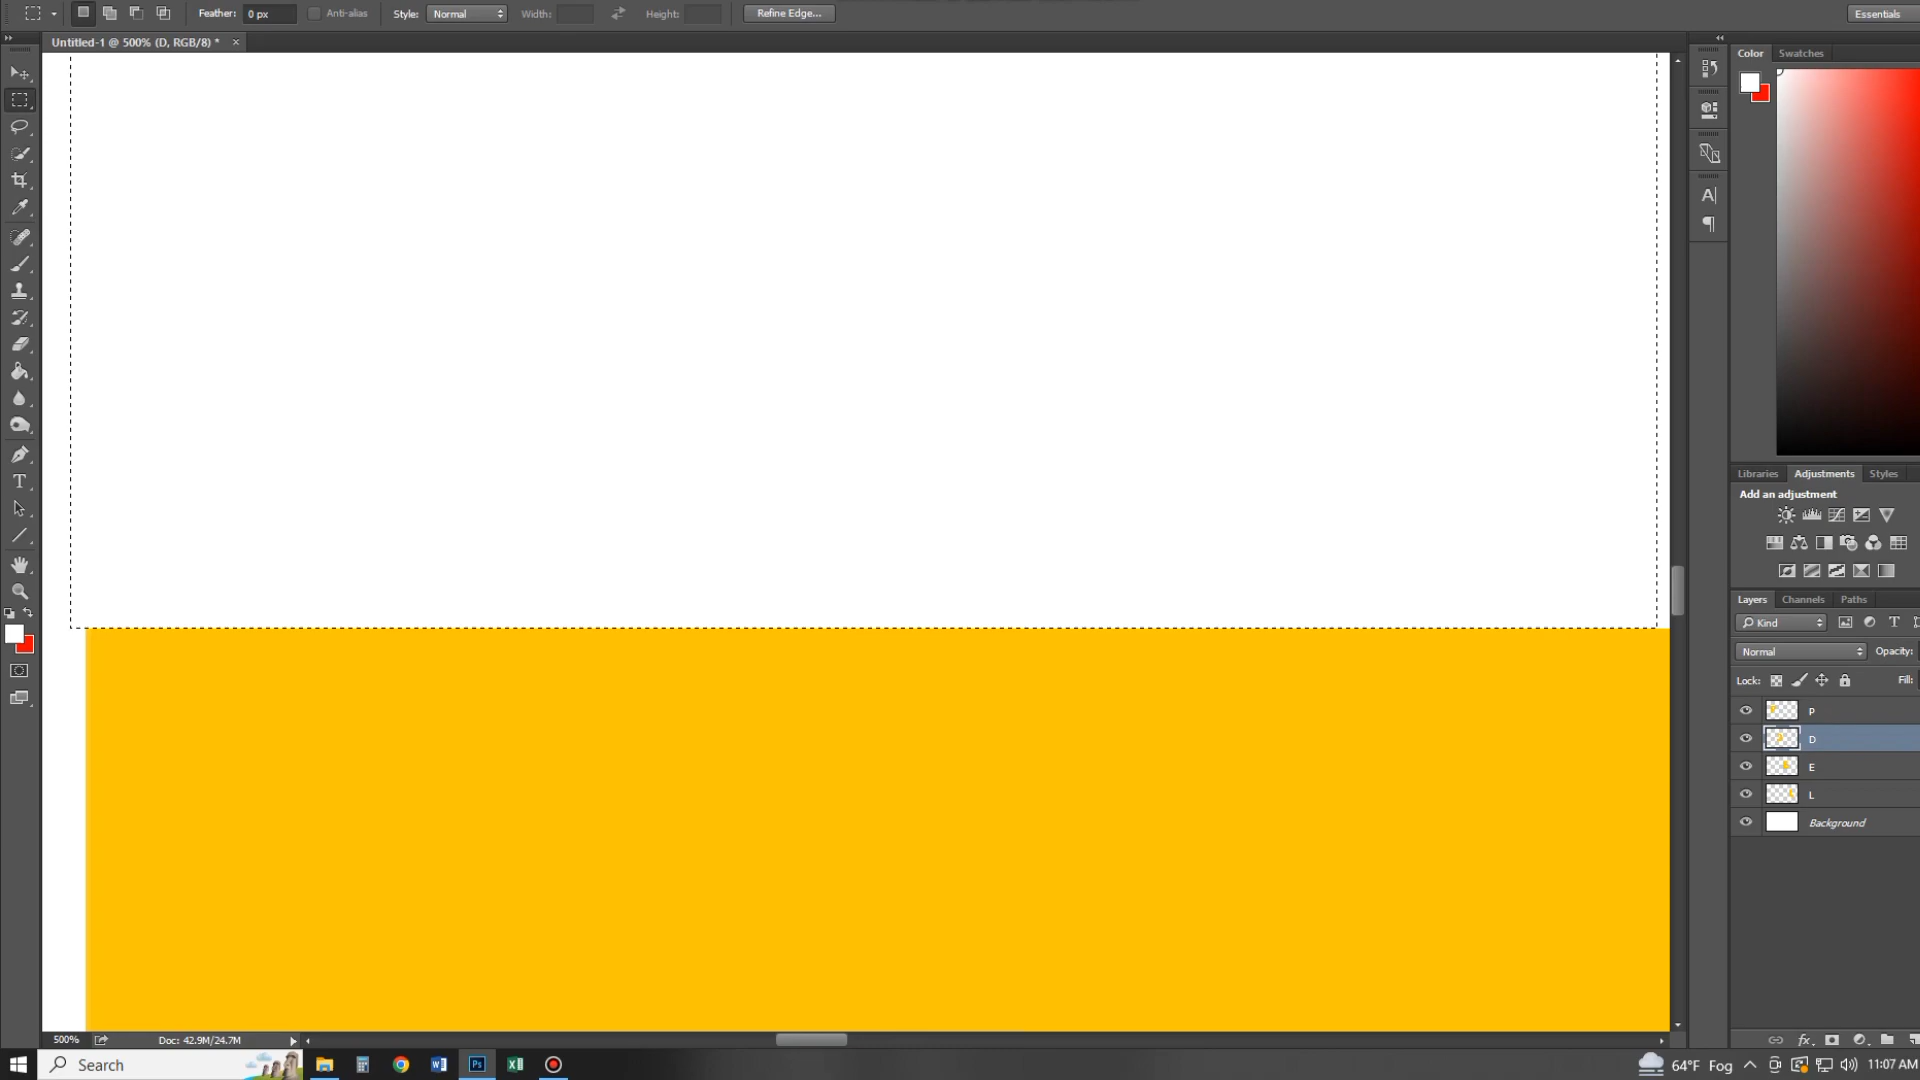 Feather: 0 px Anti-alias Style: Normal Width: Height: Refine Edge... Essentials
Untitled-1 @ 500% (D, RGB/8) * ×
Color Swatches
Libraries Adjustments Styles
Add an adjustment
Layers Channels Paths
Kind
Normal Opacity:
Lock: Fill:
P
D
E
L
Background
500% Doc: 42.9M/24.7M
Search 64°F Fog 11:07 AM